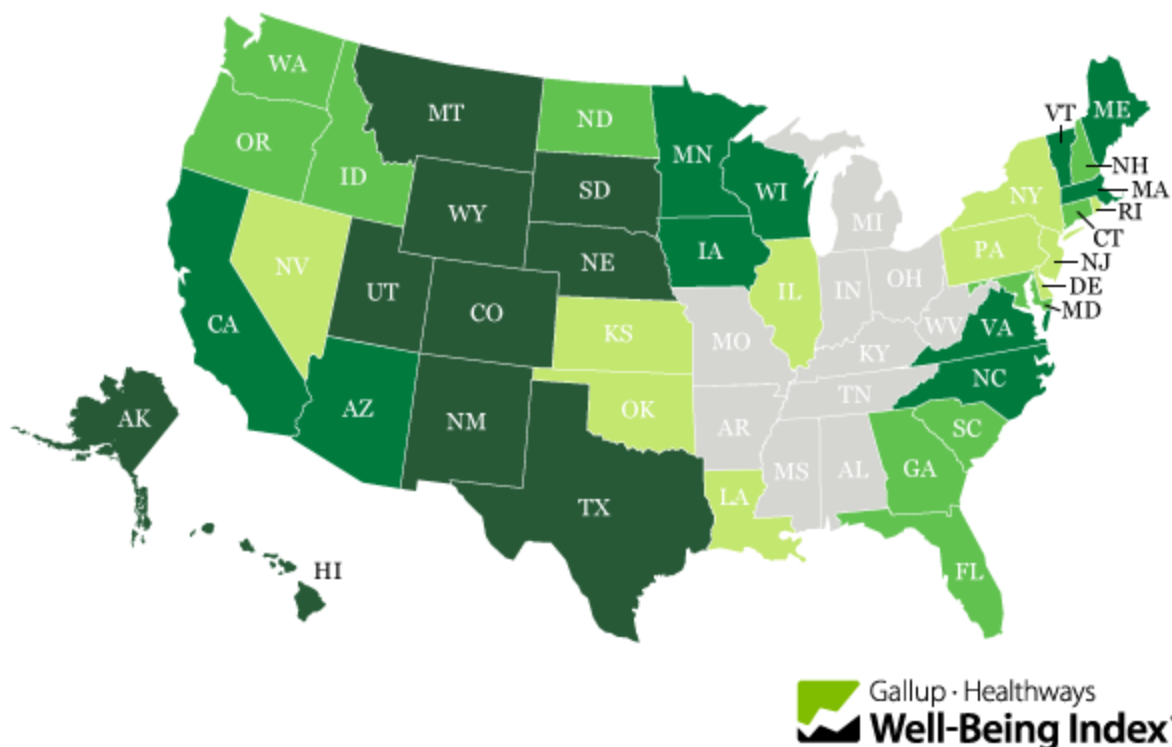 WA
MT
ND
MN
VT
ME
OR
ID
SD
WI
NH
MA
WY
MI
NY
RI
CT
NE
IA
PA
NJ
NV
UT
CO
IL
IN
OH
DE
MD
CA
KS
MO
WV
VA
KY
NC
AK
AZ
NM
OK
AR
TN
SC
TX
LA
MS
AL
GA
HI
FL
Gallup · Healthways
Well-Being Index